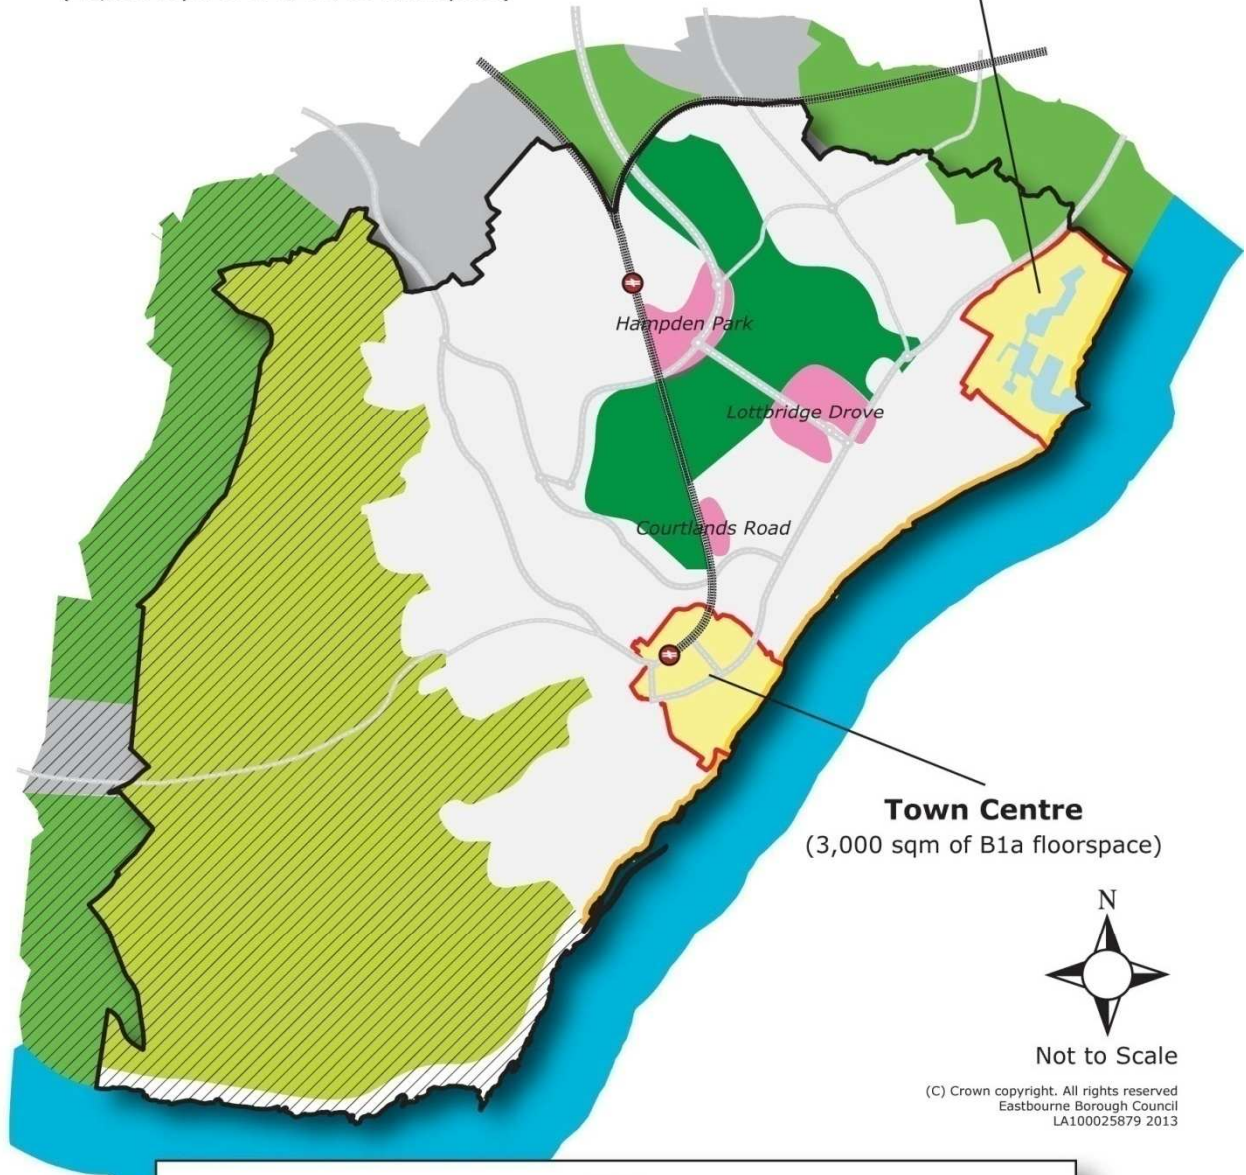 Hampden Park
Lottbridge Drove
Courtlands Road
Town Centre
(3,000 sqm of B1a floorspace)
N
Not to Scale
(C) Crown copyright. All rights reserved
Eastbourne Borough Council
LA100025879 2013